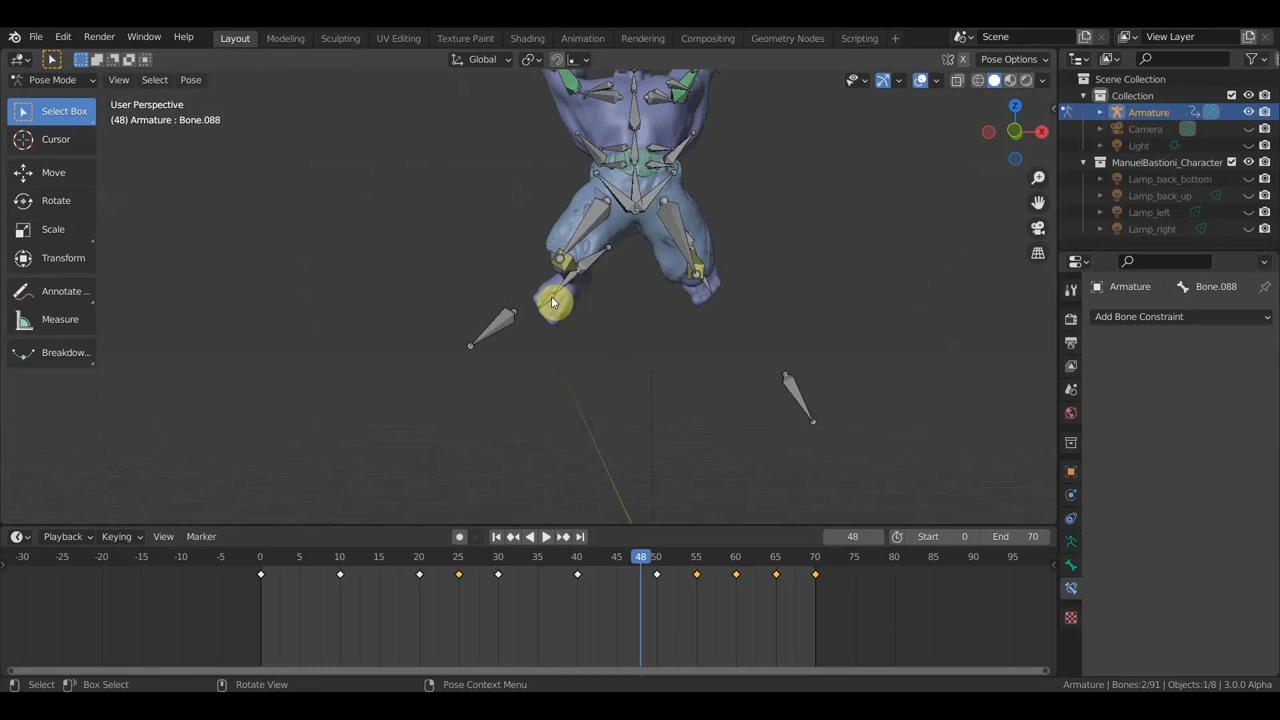 File Edit Render Window Help Layout Modeling Sculpting UV Editing Texture Paint Shading Animation Rendering Compositing Geometry Nodes Scripting + Scene View Layer
Global Pose Options
Pose Mode View Select Pose X
Select Box
Cursor
Move
Rotate
Scale
Transform
Annotate ...
Measure
Breakdow...
User Perspective
(48) Armature : Bone.088
Z
X
Scene Collection
Collection
Armature
Camera
Light
ManuelBastioni_Character
Lamp_back_bottom
Lamp_back_up
Lamp_left
Lamp_right
Armature Bone.088
Add Bone Constraint
Playback Keying View Marker 48 Start 0 End 70
-30 -25 -20 -15 -10 -5 0 5 10 15 20 25 30 35 40 45 48 50 55 60 65 70 75 80 85 90 95
Select Box Select Rotate View Pose Context Menu Armature | Bones:2/91 | Objects:1/8 | 3.0.0 Alpha